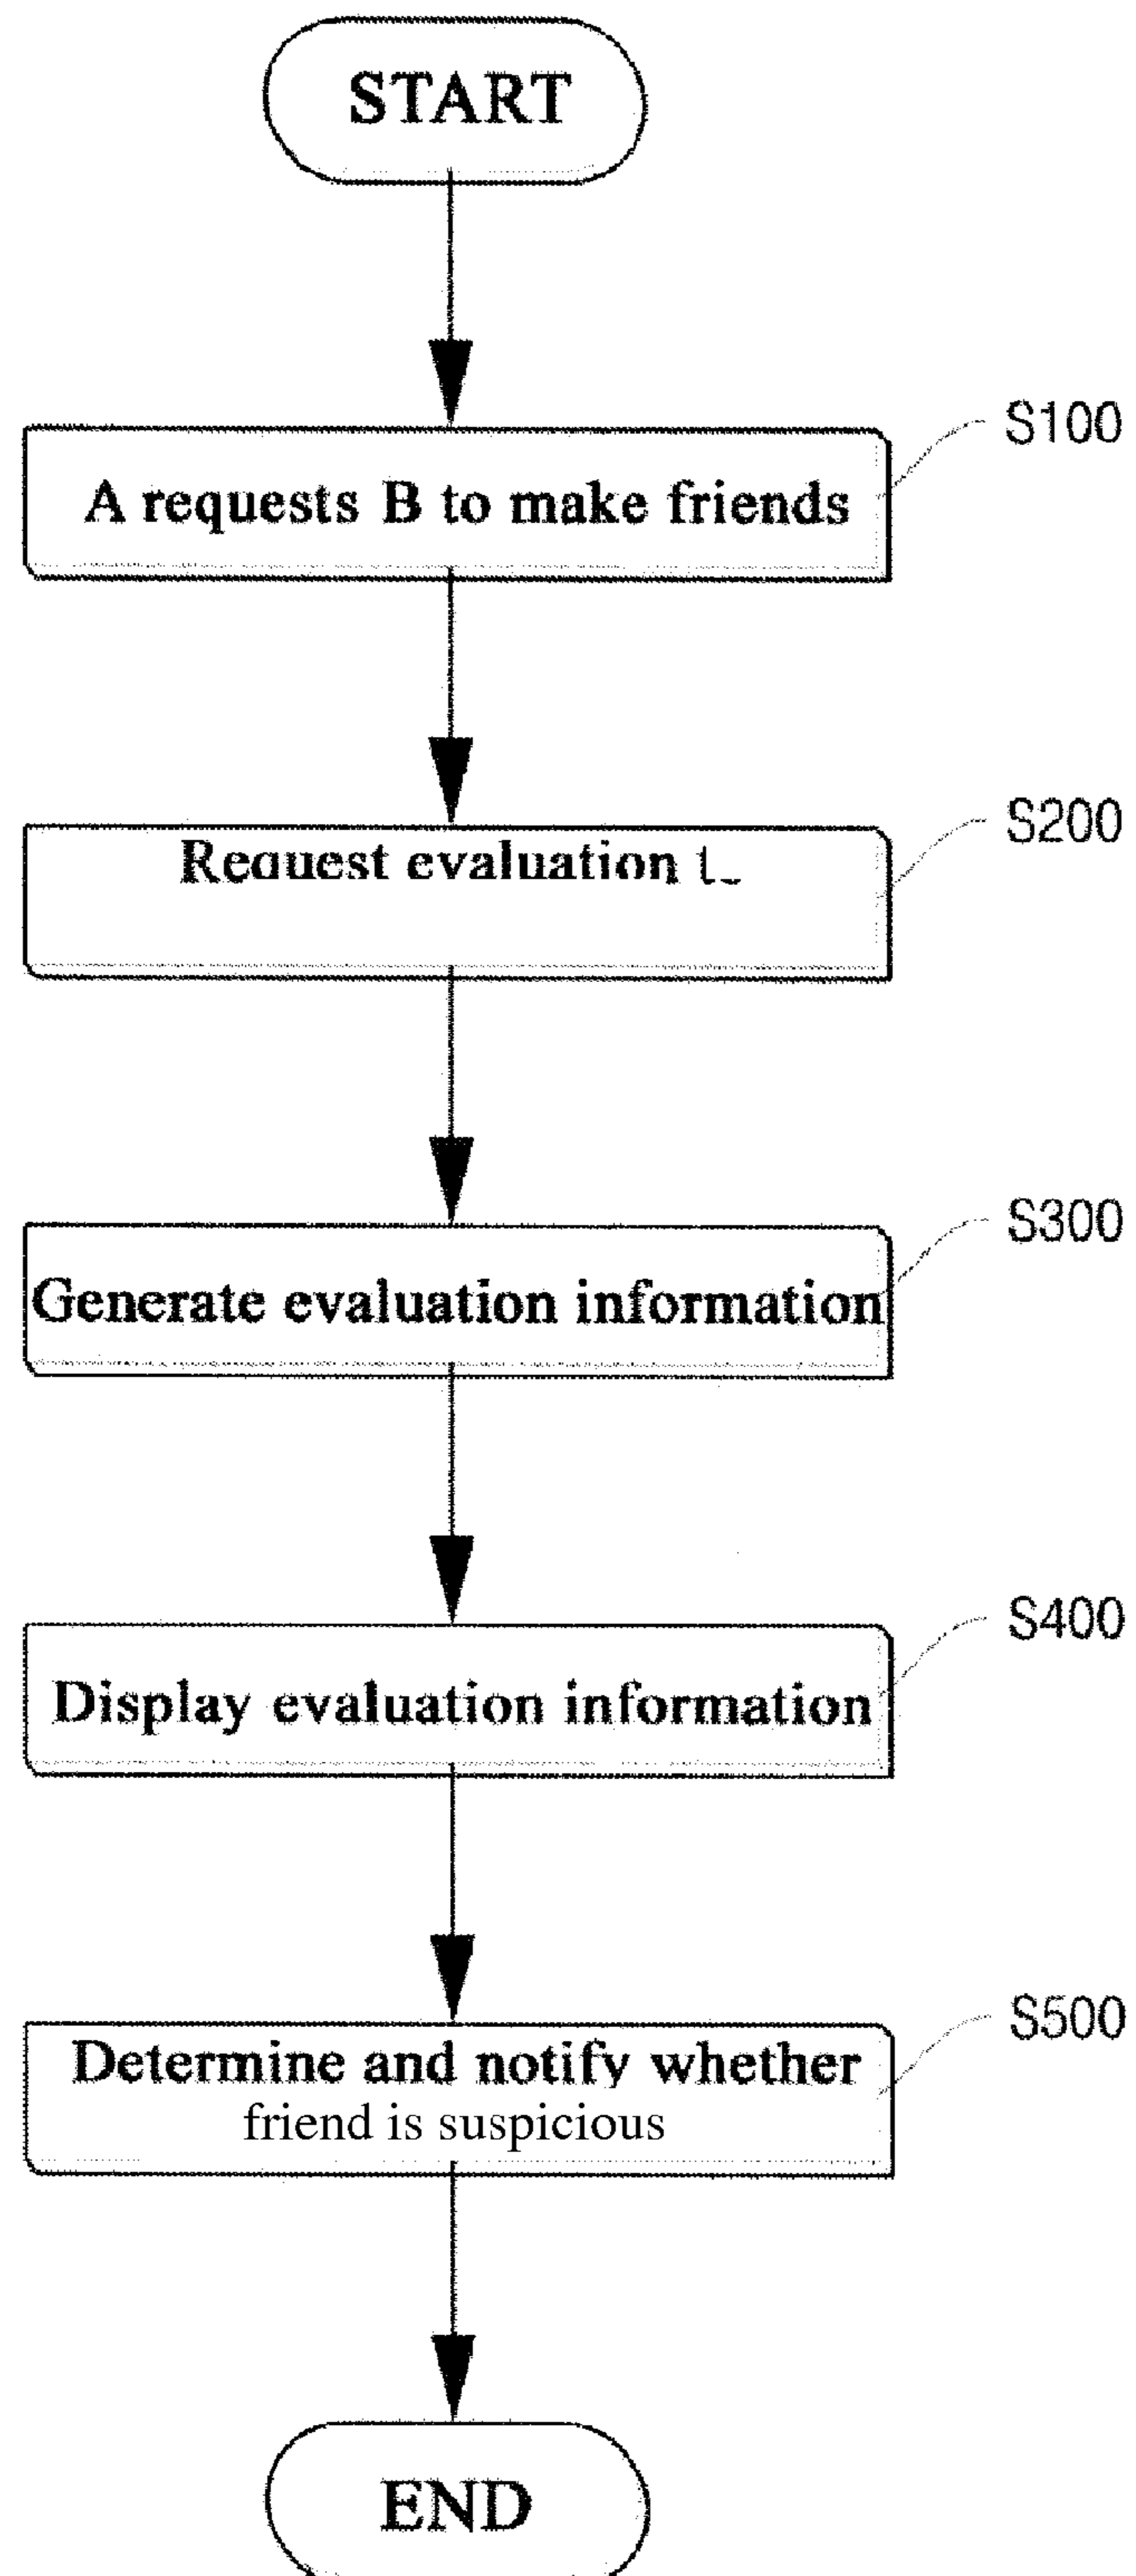 START
A requests B to make friends
S100
Request evaluation
S200
Generate evaluation information
S300
Display evaluation information
S400
Determine and notify whether
friend is suspicious
S500
END